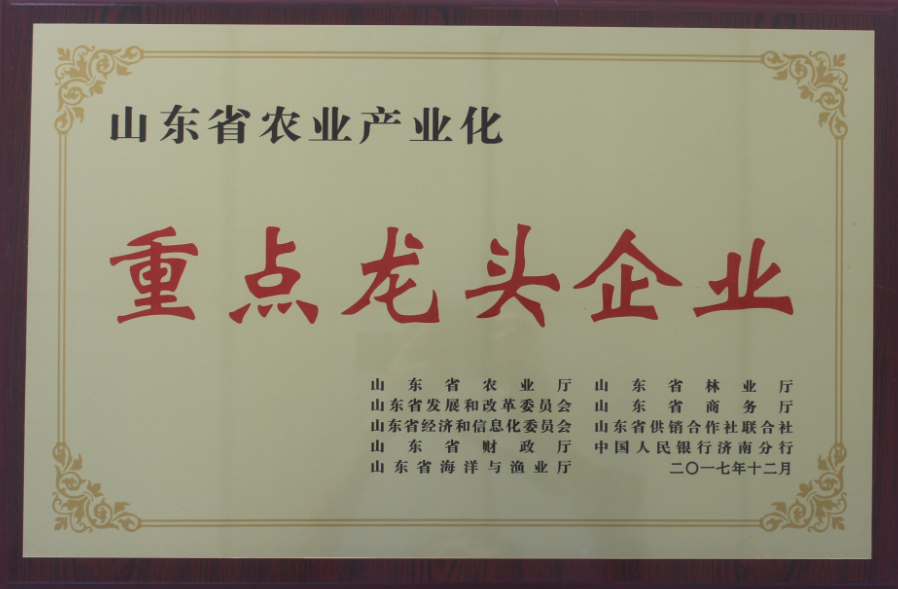 山东省农业产业化
重点龙头企业
山东省农业厅 山东省林业厅
山东省发展和改革委员会 山东省商务厅
山东省经济和信息化委员会 山东省供销合作社联合社
山东省财政厅 中国人民银行济南分行
山东省海洋与渔业厅 二〇一七年十二月